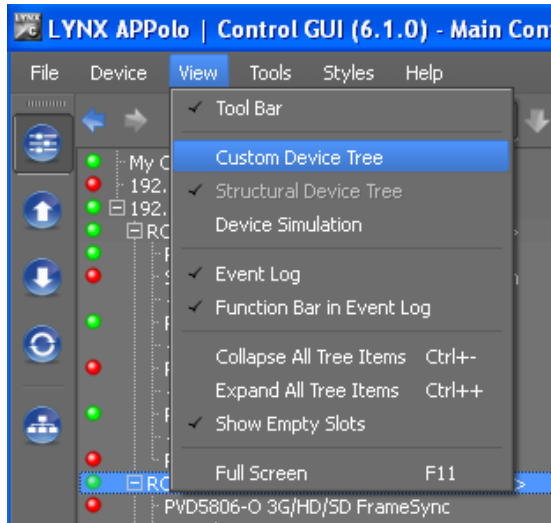 LYNX APPolo | Control GUI (6.1.0) - Main Con
File Device View Tools Styles Help
Tool Bar
Custom Device Tree
Structural Device Tree
Device Simulation
Event Log
Function Bar in Event Log
Collapse All Tree Items Ctrl+-
Expand All Tree Items Ctrl++
Show Empty Slots
Full Screen F11
My C
192.
192.
RC
RC
PVD5806-O 3G/HD/SD FrameSync